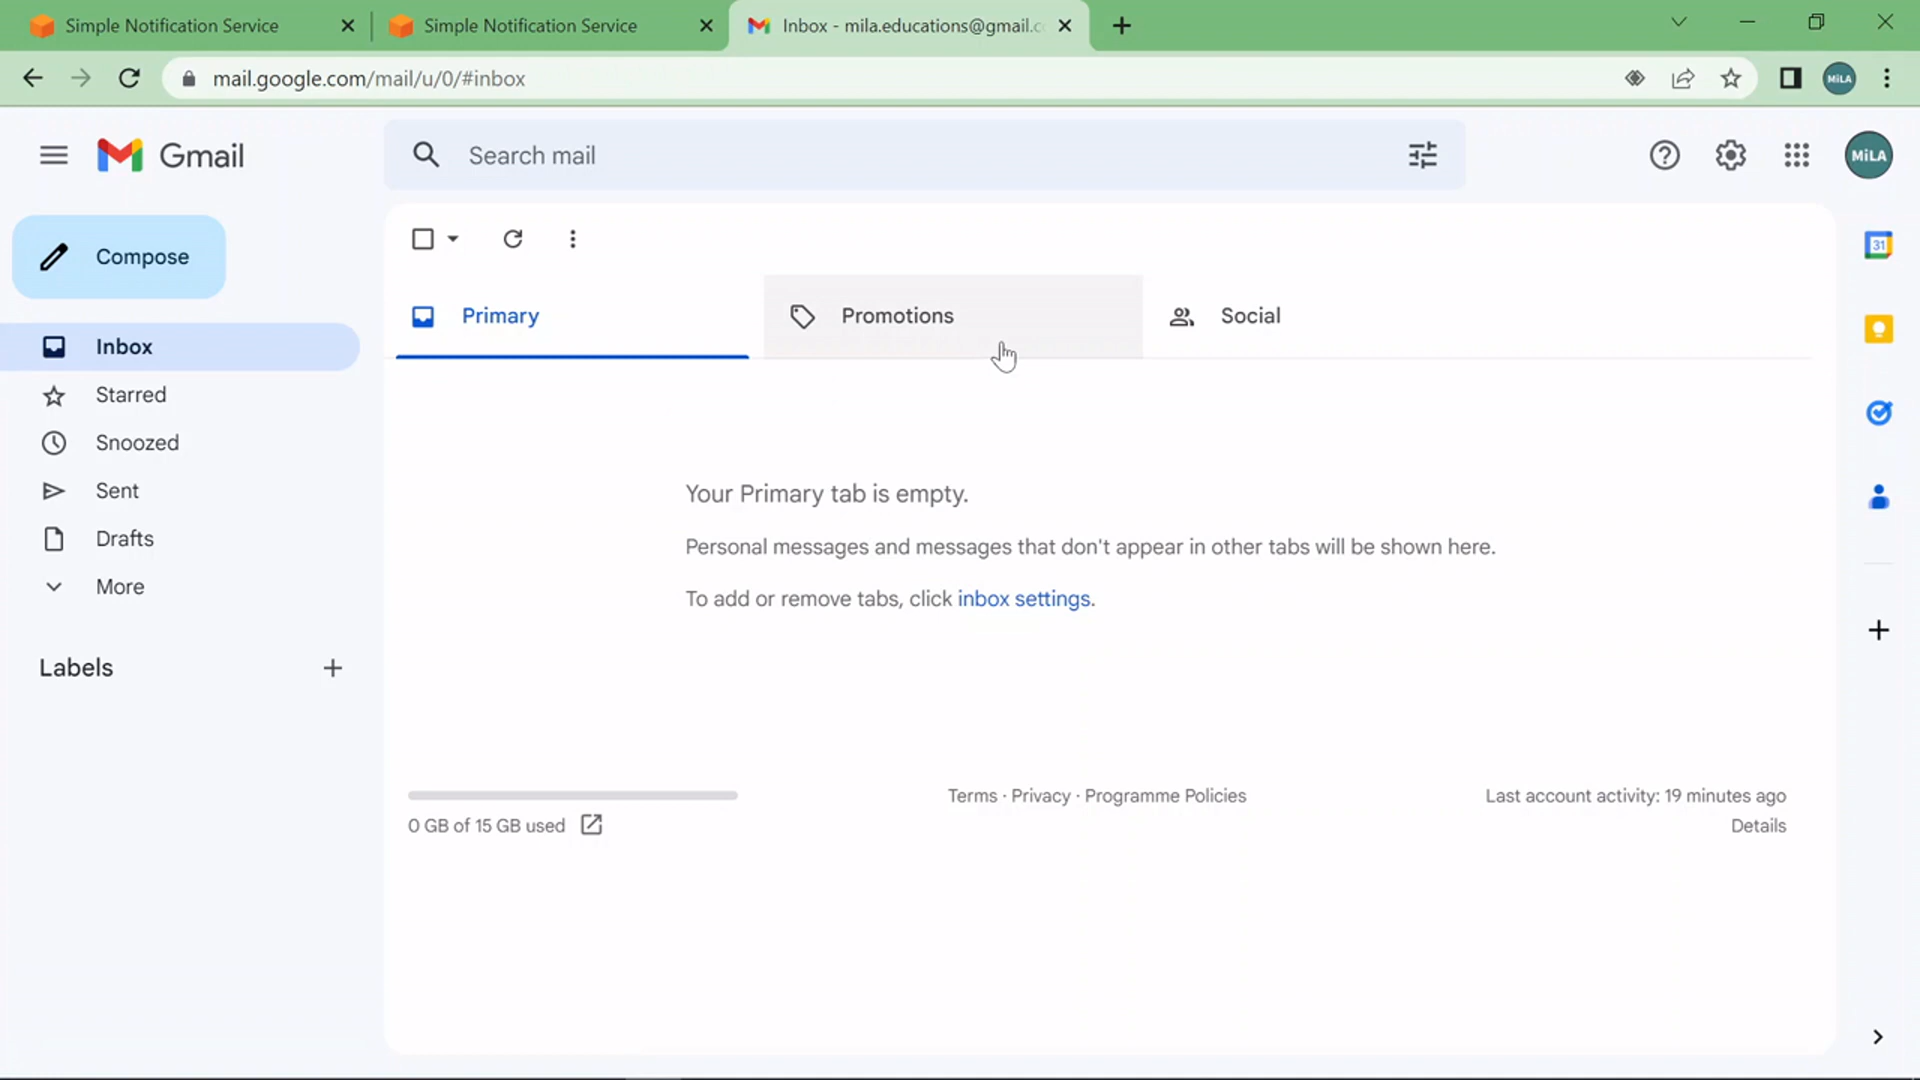 Simple Notification Service
Simple Notification Service
Inbox - mila.educations@gmail.c
mail.google.com/mail/u/0/#inbox
MiLA
Gmail
Search mail
MiLA
Compose
31
Primary
Promotions
Social
Inbox
Starred
Snoozed
Sent
Drafts
More
Labels
Your Primary tab is empty.
Personal messages and messages that don't appear in other tabs will be shown here.
To add or remove tabs, click inbox settings.
Terms · Privacy · Programme Policies
Last account activity: 19 minutes ago
0 GB of 15 GB used
Details